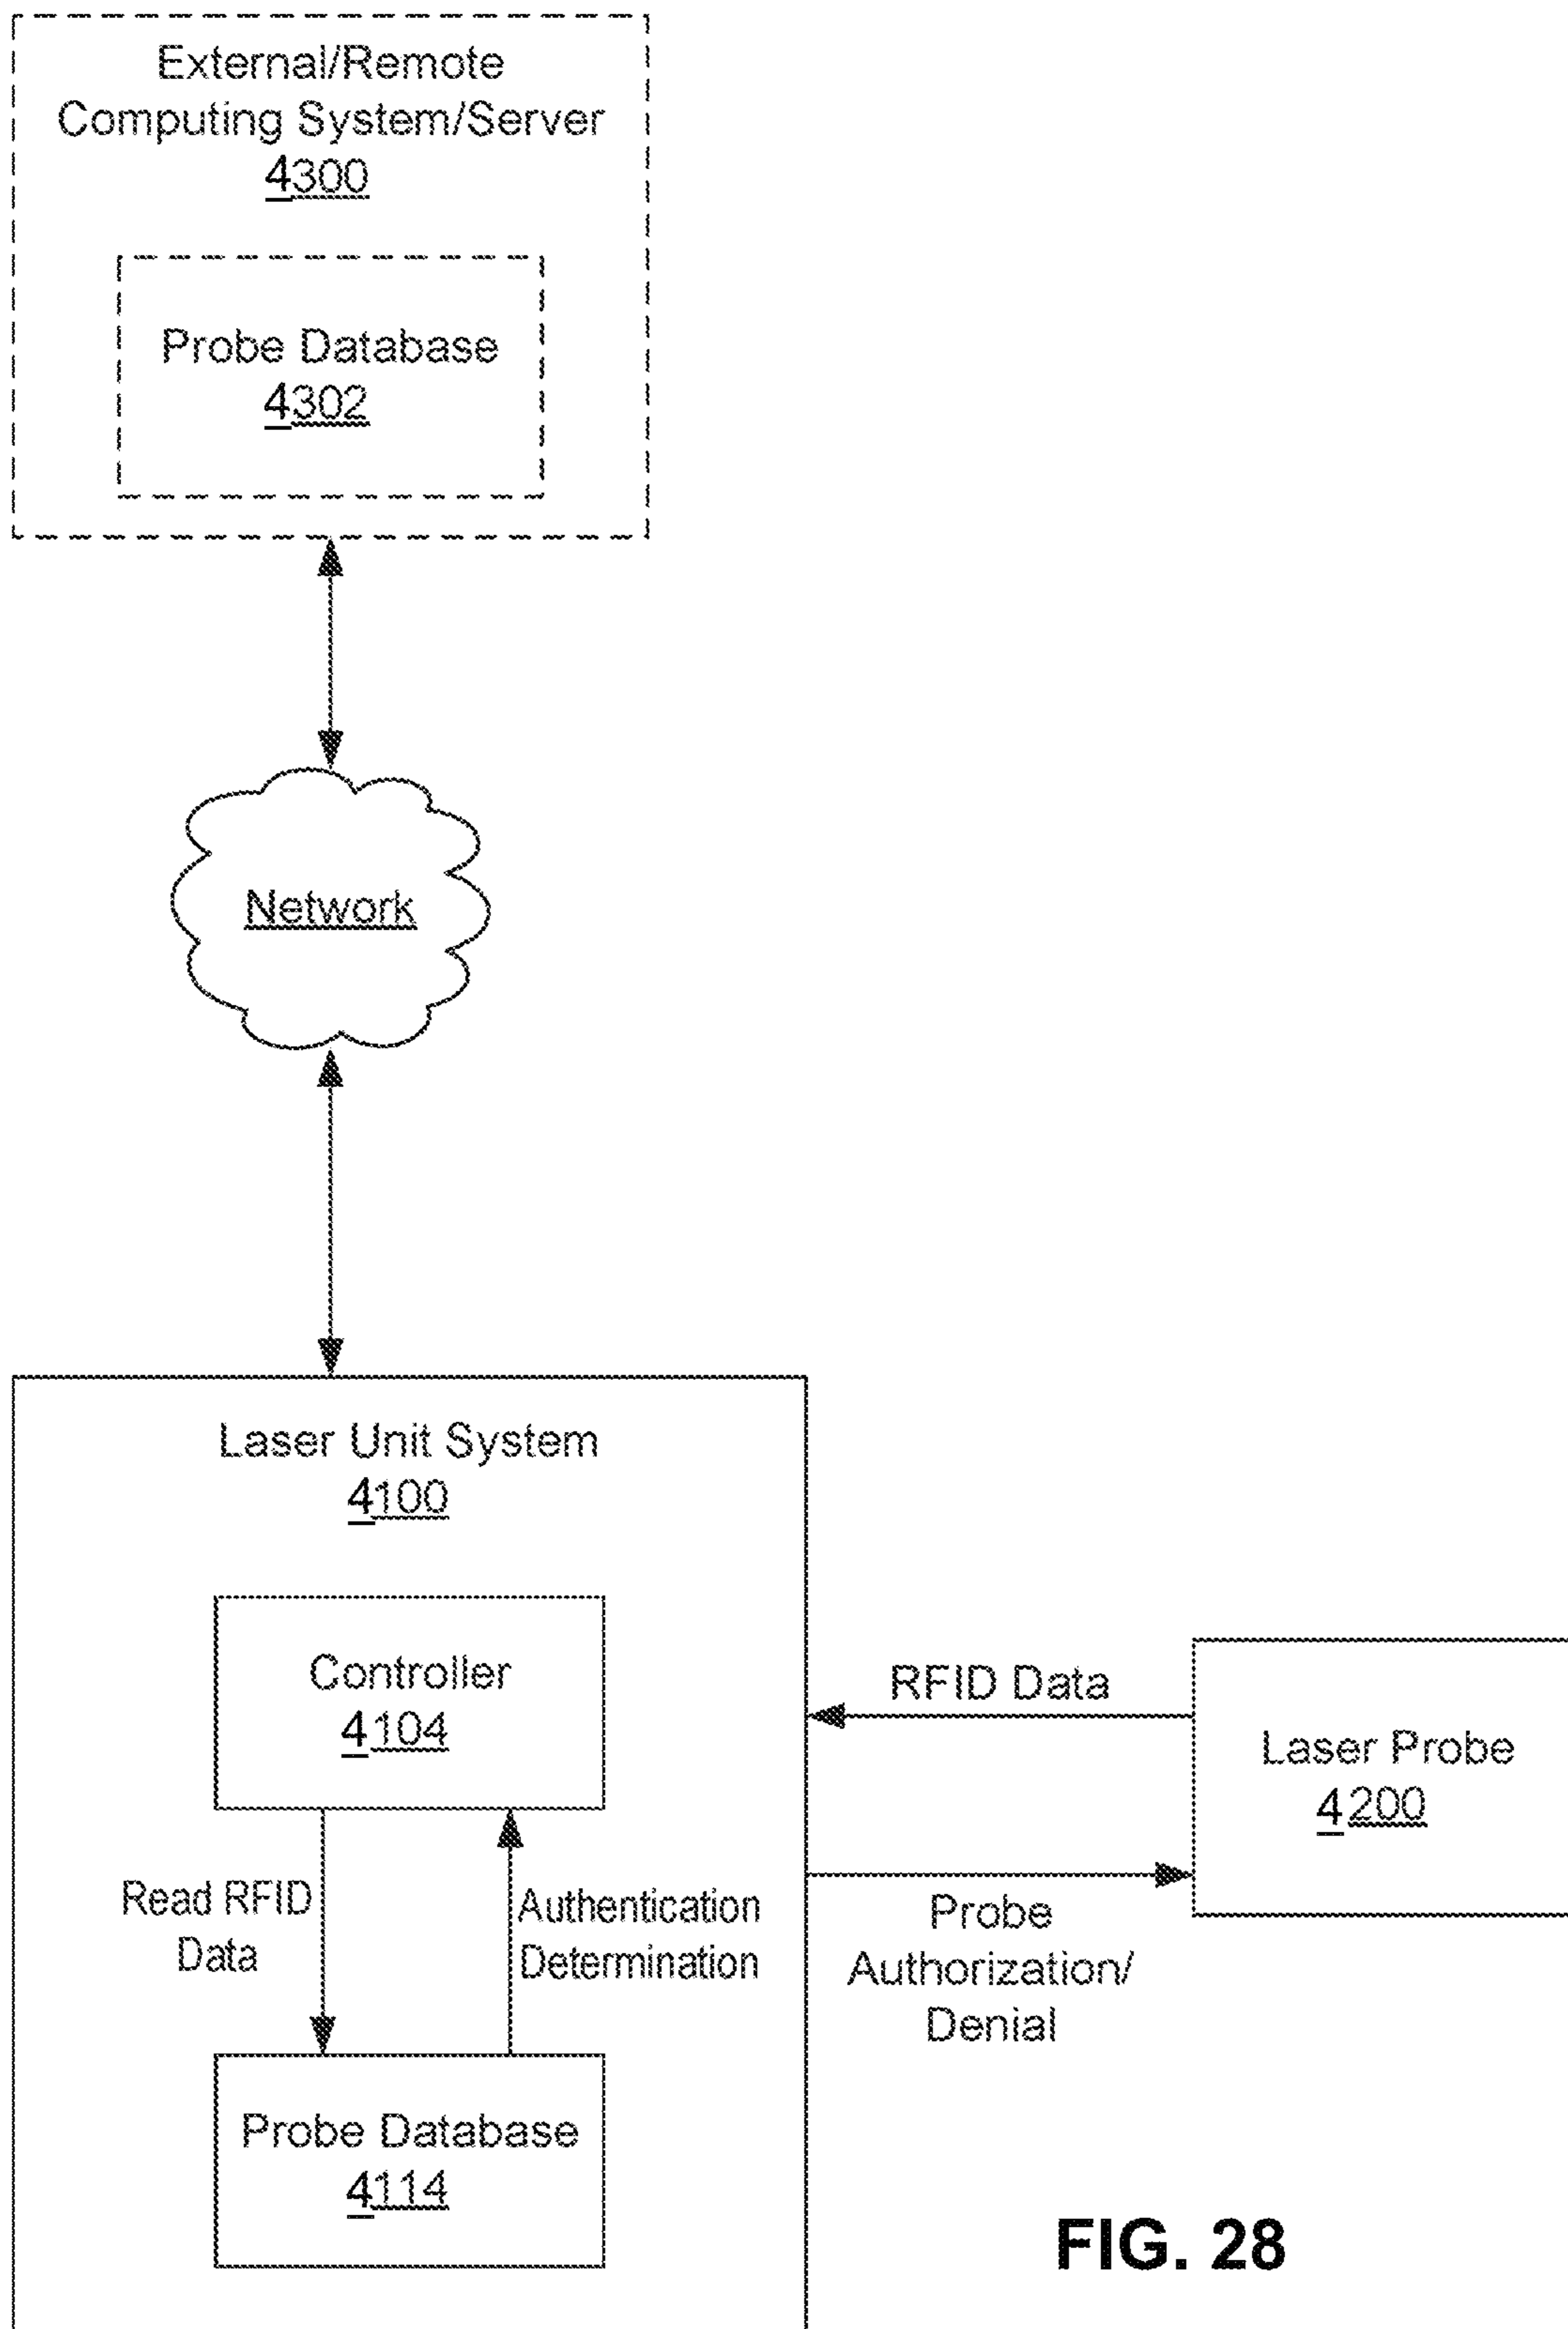 External/Remote
Computing System/Server
4300
Probe Database
4302
Network
Laser Unit System
4100
Controller
4104
Read RFID
Data
Authentication
Determination
Probe Database
4114
RFID Data
Laser Probe
4200
Probe
Authorization/
Denial
FIG. 28